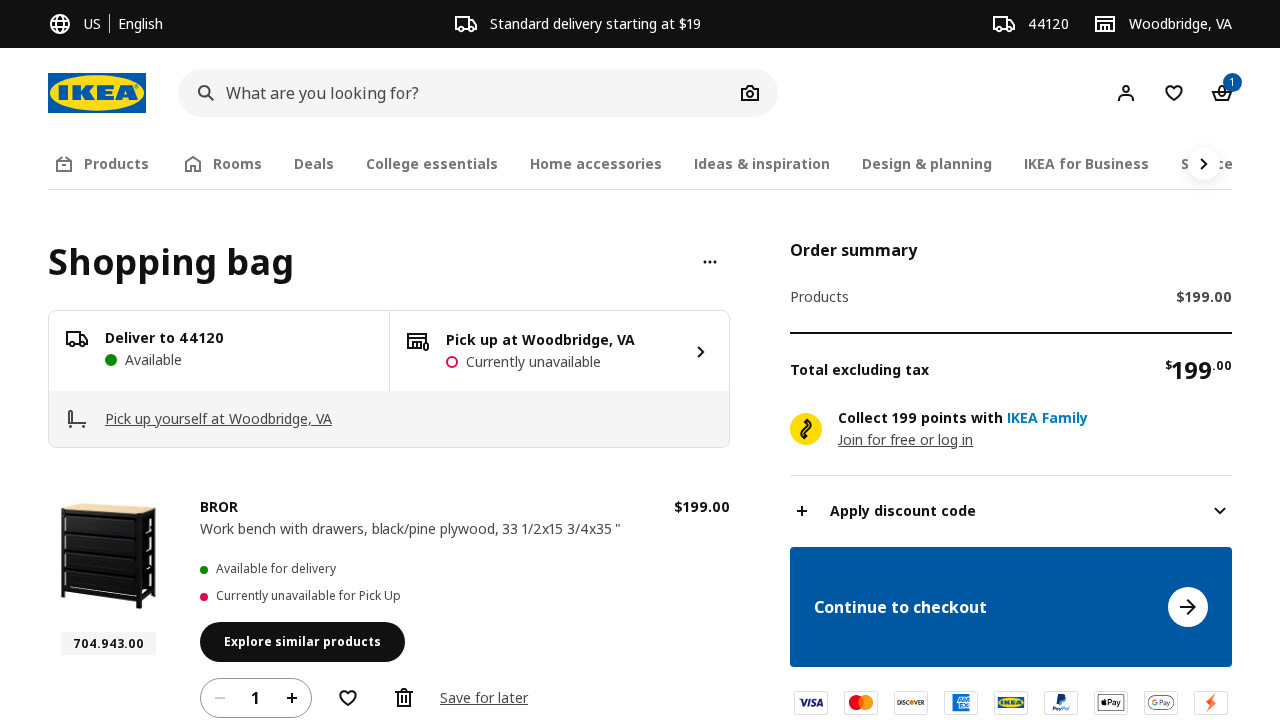 US
English
Standard delivery starting at $19
44120
Woodbridge, VA
IKEA
What are you looking for?
1
Products
Rooms
Deals
College essentials
Home accessories
Ideas & inspiration
Design & planning
IKEA for Business
Shopping bag
Deliver to 44120
Available
Pick up at Woodbridge, VA
Currently unavailable
Pick up yourself at Woodbridge, VA
BROR
$199.00
Work bench with drawers, black/pine plywood, 33 1/2x15 3/4x35 "
Available for delivery
Currently unavailable for Pick Up
704.943.00
Explore similar products
1
Save for later
Order summary
Products
$199.00
Total excluding tax
$199.00
Collect 199 points with IKEA Family
Join for free or log in
Apply discount code
Continue to checkout
VISA
DISCOVER
AMEX
IKEA
PayPal
Pay
G Pay